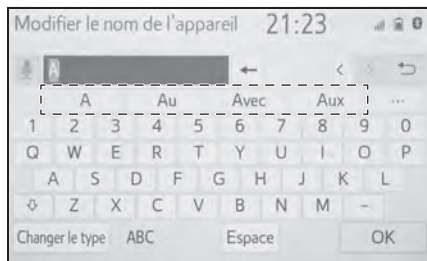 Modifier le nom de l'appareil 21:23
A
A Au Avec Aux ...
1 2 3 4 5 6 7 8 9 0
Q W E R T Y U I O P
A S D F G H J K L
Z X C V B N M -
Changer le type ABC Espace OK